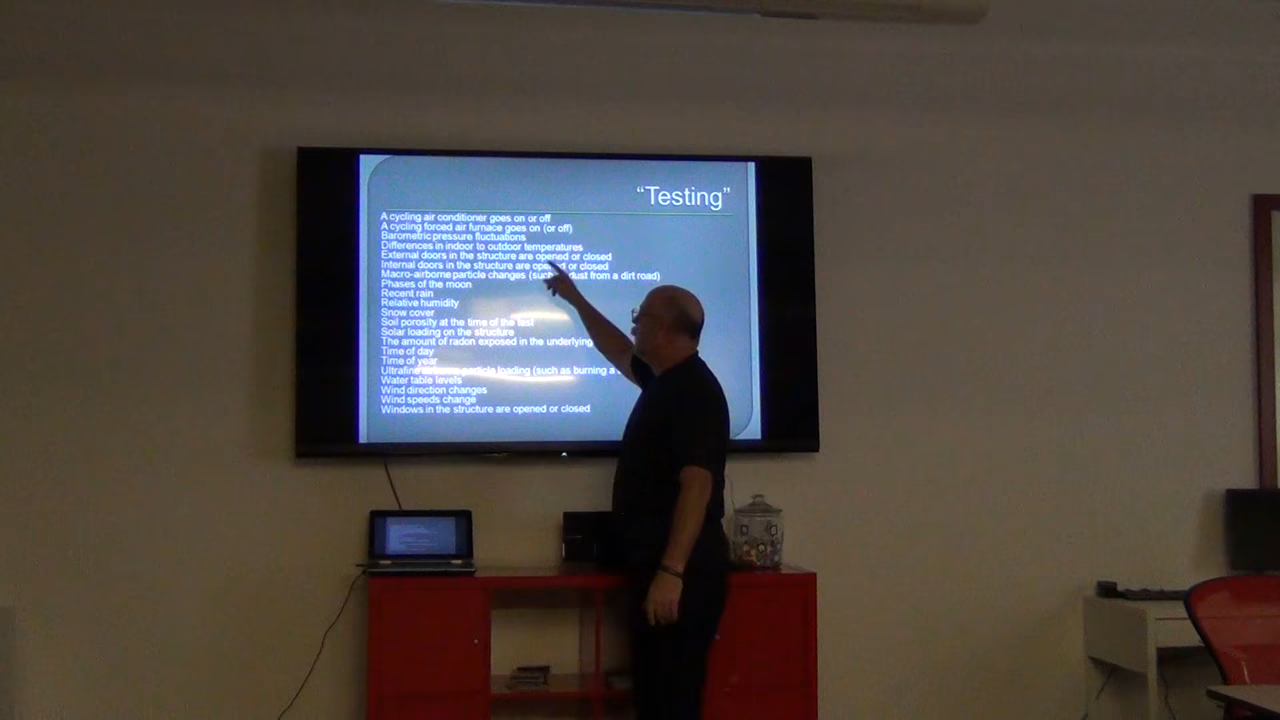 “Testing”
A cycling air conditioner goes on or off
A cycling forced air furnace goes on (or off)
Barometric pressure fluctuations
Differences in indoor to outdoor temperatures
External doors in the structure are opened or closed
Internal doors in the structure are opened or closed
Macro-airborne particle changes (such dust from a dirt road)
Phases of the moon
Recent rain
Relative humidity
Snow cover
Soil porosity at the time of the test
Solar loading on the structure
The amount of radon exposed in the underlying
Time of day
Time of year
Ultrafine airborne particle loading (such as burning a
Water table levels
Wind direction changes
Wind speeds change
Windows in the structure are opened or closed